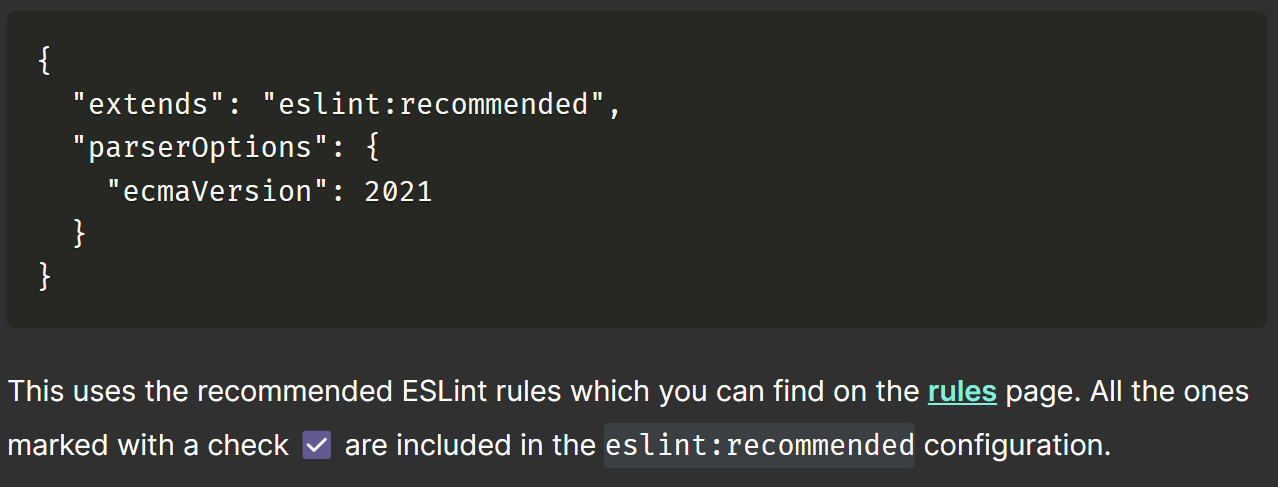 {
  "extends": "eslint:recommended",
  "parserOptions": {
    "ecmaVersion": 2021
  }
}
This uses the recommended ESLint rules which you can find on the rules page. All the ones
marked with a check ✓ are included in the eslint:recommended configuration.